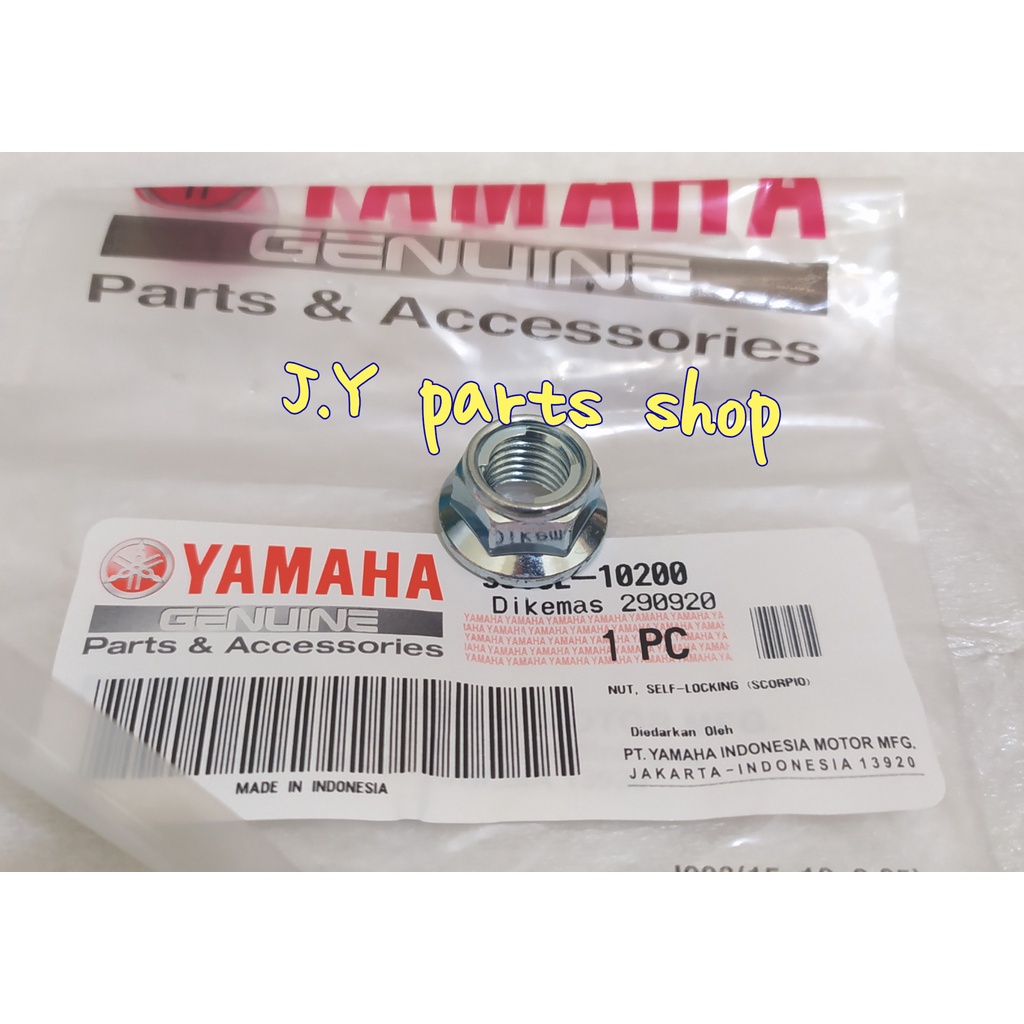 YAMAHA
GENUINE
Parts & Accessories
J.Y parts shop
Dikem
YAMAHA
GENUINE
Parts & Accessories
-10200
Dikemas 290920
1 PC
NUT, SELF-LOCKING (SCORPIO)
Diedarkan Oleh
PT. YAMAHA INDONESIA MOTOR MFG.
JAKARTA-INDONESIA 13920
MADE IN INDONESIA